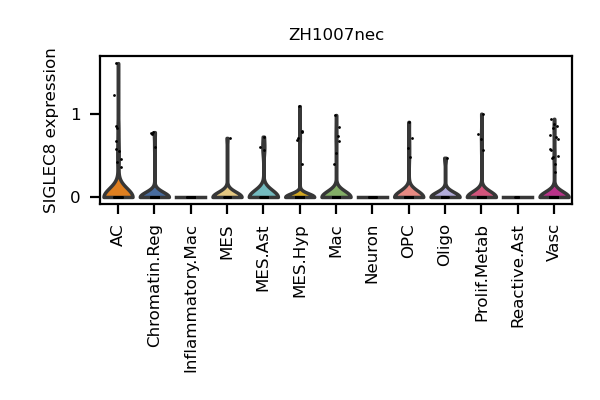 ZH1007nec
SIGLEC8 expression
1
0
AC
Chromatin.Reg
Inflammatory.Mac
MES
MES.Ast
MES.Hyp
Mac
Neuron
OPC
Oligo
Prolif.Metab
Reactive.Ast
Vasc